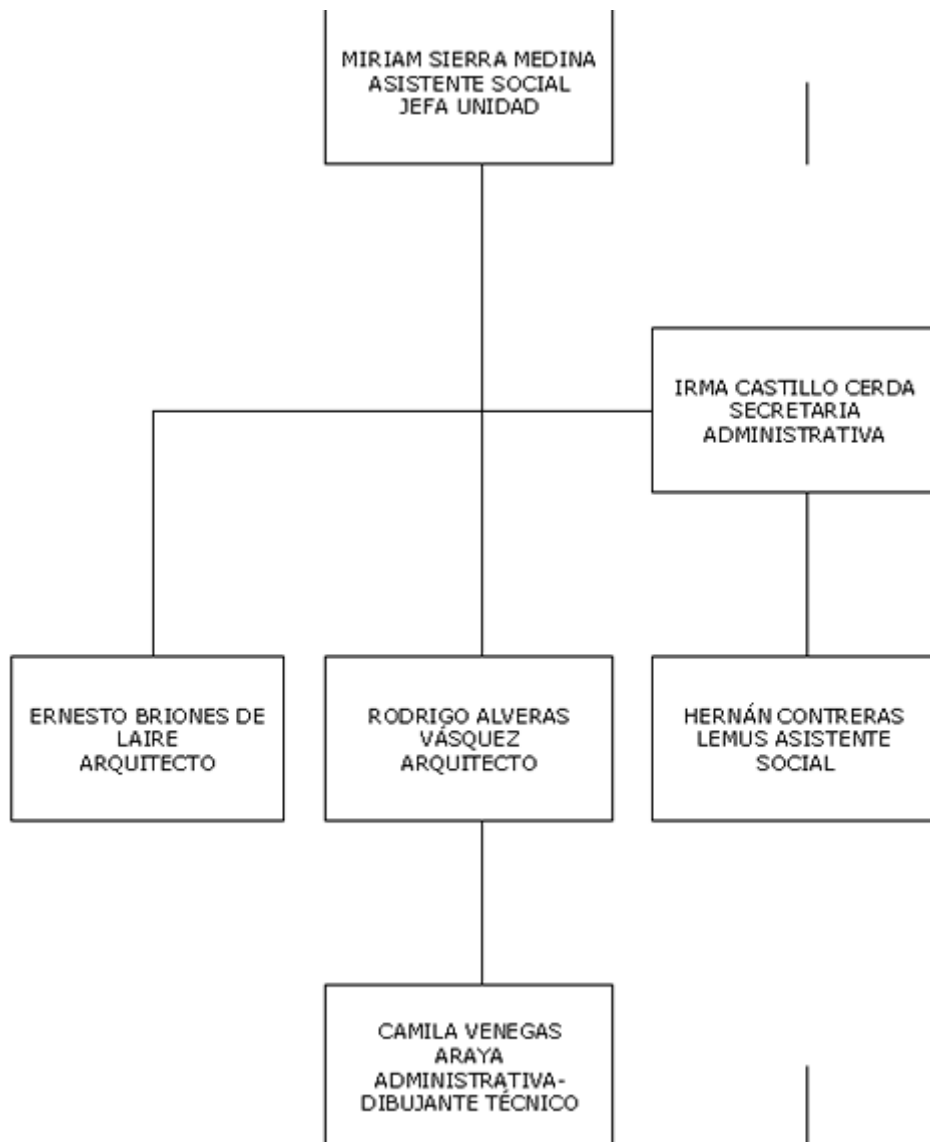 MIRIAM SIERRA MEDINA
ASISTENTE SOCIAL
JEFA UNIDAD
IRMA CASTILLO CERDA
SECRETARIA
ADMINISTRATIVA
ERNESTO BRIONES DE
LAIRE
ARQUITECTO
RODRIGO ALVERAS
VÁSQUEZ
ARQUITECTO
HERNÁN CONTRERAS
LEMUS ASISTENTE
SOCIAL
CAMILA VENEGAS
ARAYA
ADMINISTRATIVA-
DIBUJANTE TÉCNICO